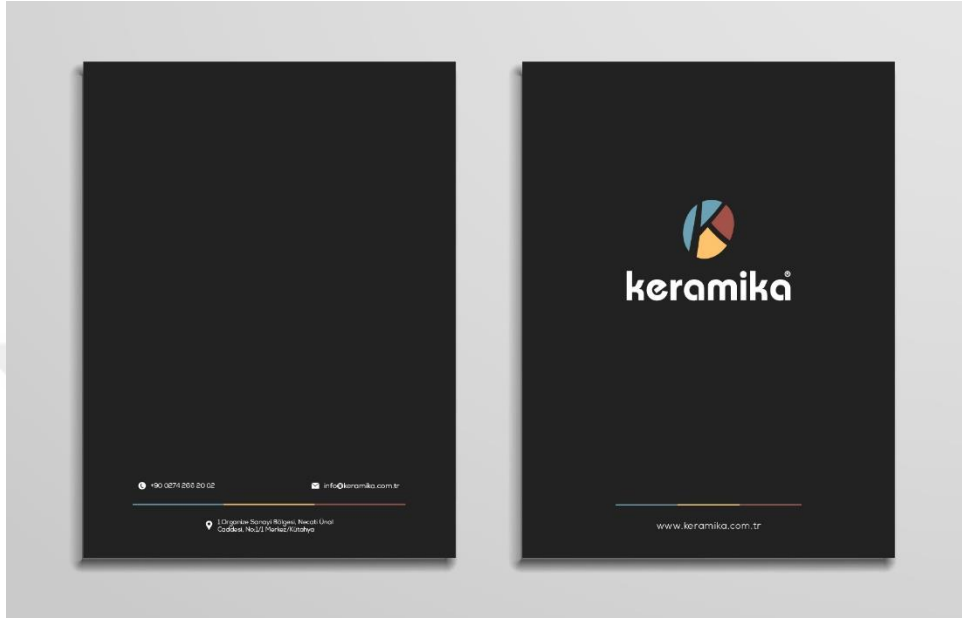 +90 0274 266 20 02
info@keramika.com.tr
1.Organize Sanayi Bölgesi, Necati Ünal
Caddesi, No:1/1 Merkez/Kütahya
keramika®
www.keramika.com.tr